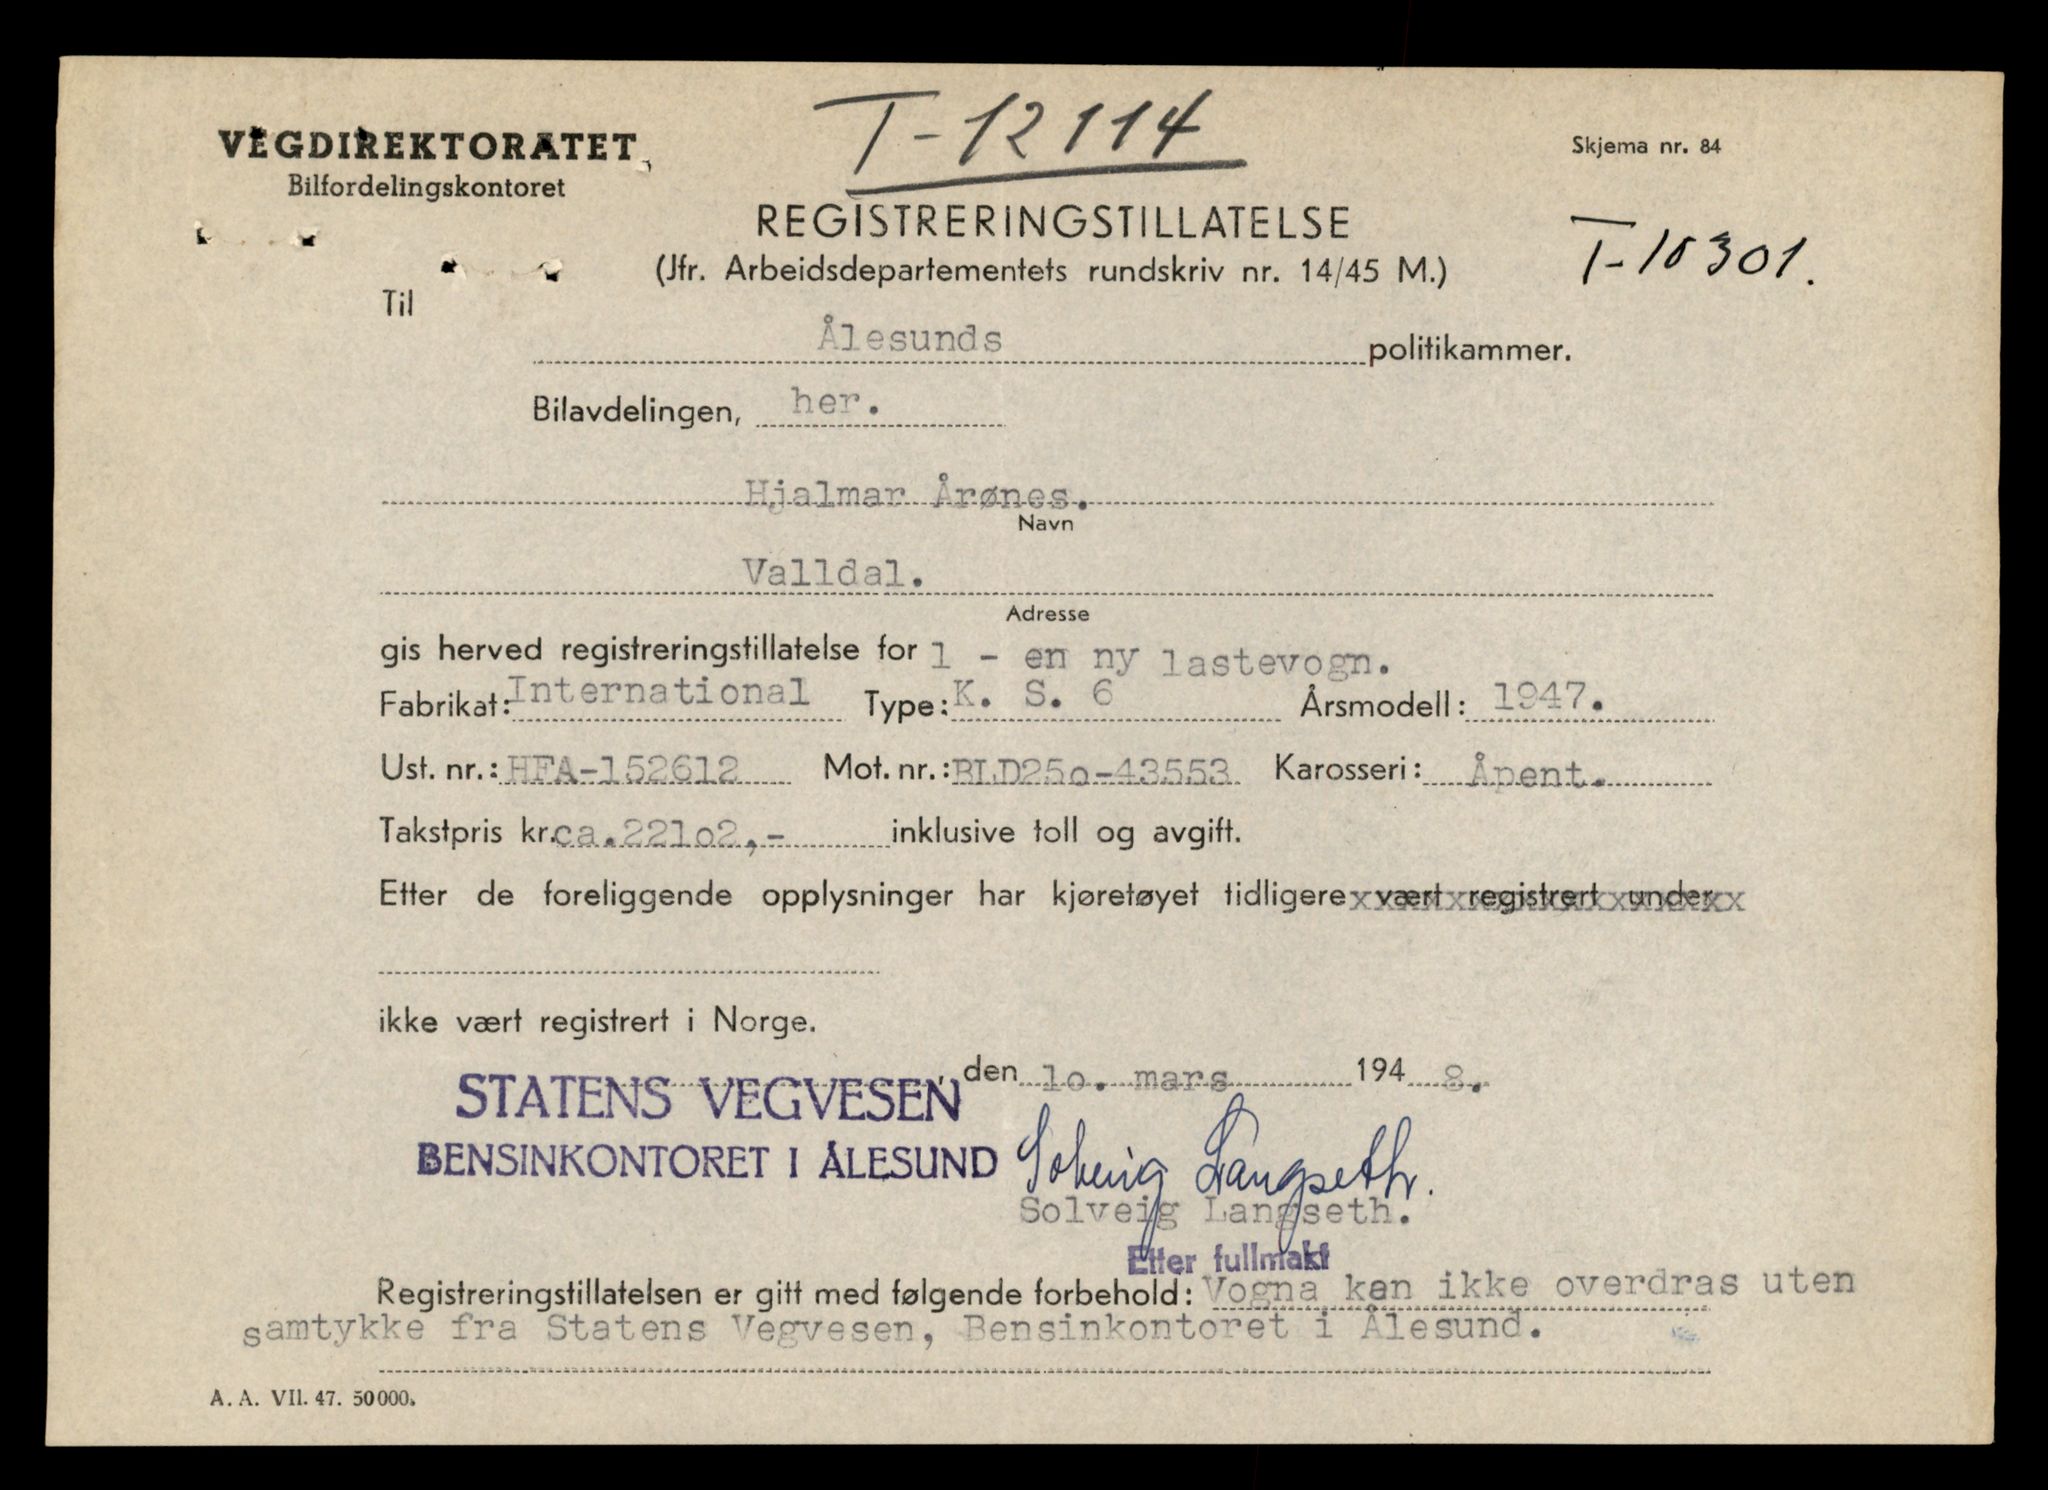 T-12114
VEGDIREKTORATET
Bilfordelingskontoret
Skjema nr. 84
REGISTRERINGSTILLATELSE
T-10301.
(Jfr. Arbeidsdepartementets rundskriv nr. 14/45 M.)
Til
Ålesunds politikammer.
Bilavdelingen, her.
Hjalmar Årønes.
Navn
Valldal.
Adresse
gis herved registreringstillatelse for 1 - en ny lastevogn.
Fabrikat: International Type: K. S. 6 Årsmodell: 1947.
Ust. nr.: HFA-152612 Mot. nr.: BLD25o-43553 Karosseri: Åpent.
Takstpris kr. ca.221o2,- inklusive toll og avgift.
Etter de foreliggende opplysninger har kjøretøyet tidligere vært registrert under
ikke vært registrert i Norge.
, den 1o. mars 1948.
STATENS VEGVESEN
BENSINKONTORET I ÅLESUND
Solveig Langseth.
Solveig Langseth.
Etter fullmakt
Registreringstillatelsen er gitt med følgende forbehold: Vogna kan ikke overdras uten
samtykke fra Statens Vegvesen, Bensinkontoret i Ålesund.
A. A. VII. 47. 50 000.